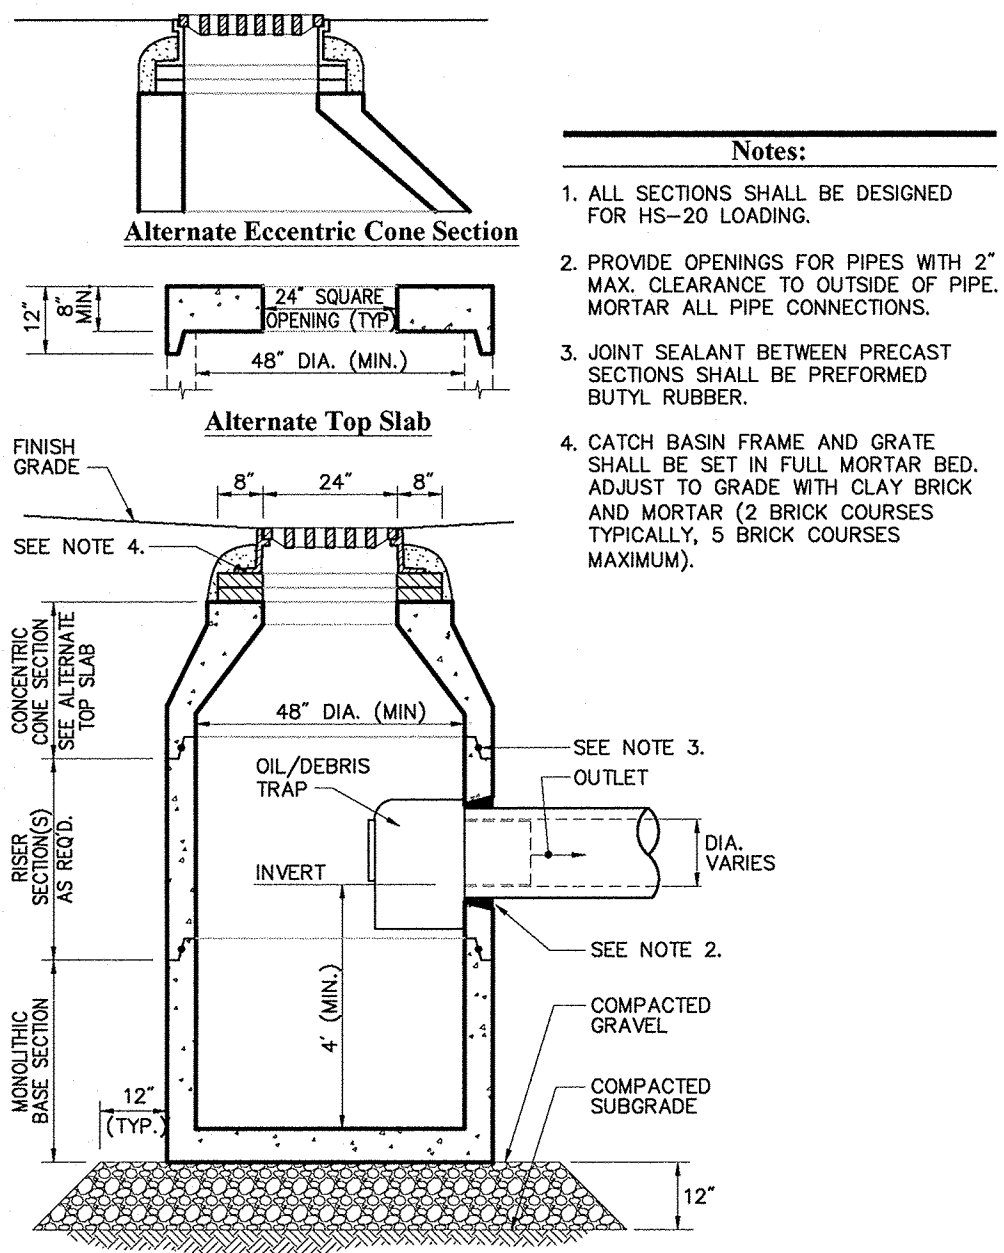 Alternate Eccentric Cone Section
12"
8"
MIN.
24" SQUARE
OPENING (TYP)
48" DIA. (MIN.)
Alternate Top Slab
FINISH
GRADE
8"
24"
8"
SEE NOTE 4.
CONCENTRIC
CONE SECTION
SEE ALTERNATE
TOP SLAB
48" DIA. (MIN)
SEE NOTE 3.
OIL/DEBRIS
TRAP
OUTLET
RISER
SECTION(S)
AS REQ'D.
DIA.
VARIES
INVERT
SEE NOTE 2.
4' (MIN.)
MONOLITHIC
BASE SECTION
COMPACTED
GRAVEL
12"
(TYP.)
COMPACTED
SUBGRADE
12"
Notes:
1. ALL SECTIONS SHALL BE DESIGNED
FOR HS-20 LOADING.
2. PROVIDE OPENINGS FOR PIPES WITH 2"
MAX. CLEARANCE TO OUTSIDE OF PIPE.
MORTAR ALL PIPE CONNECTIONS.
3. JOINT SEALANT BETWEEN PRECAST
SECTIONS SHALL BE PREFORMED
BUTYL RUBBER.
4. CATCH BASIN FRAME AND GRATE
SHALL BE SET IN FULL MORTAR BED.
ADJUST TO GRADE WITH CLAY BRICK
AND MORTAR (2 BRICK COURSES
TYPICALLY, 5 BRICK COURSES
MAXIMUM).